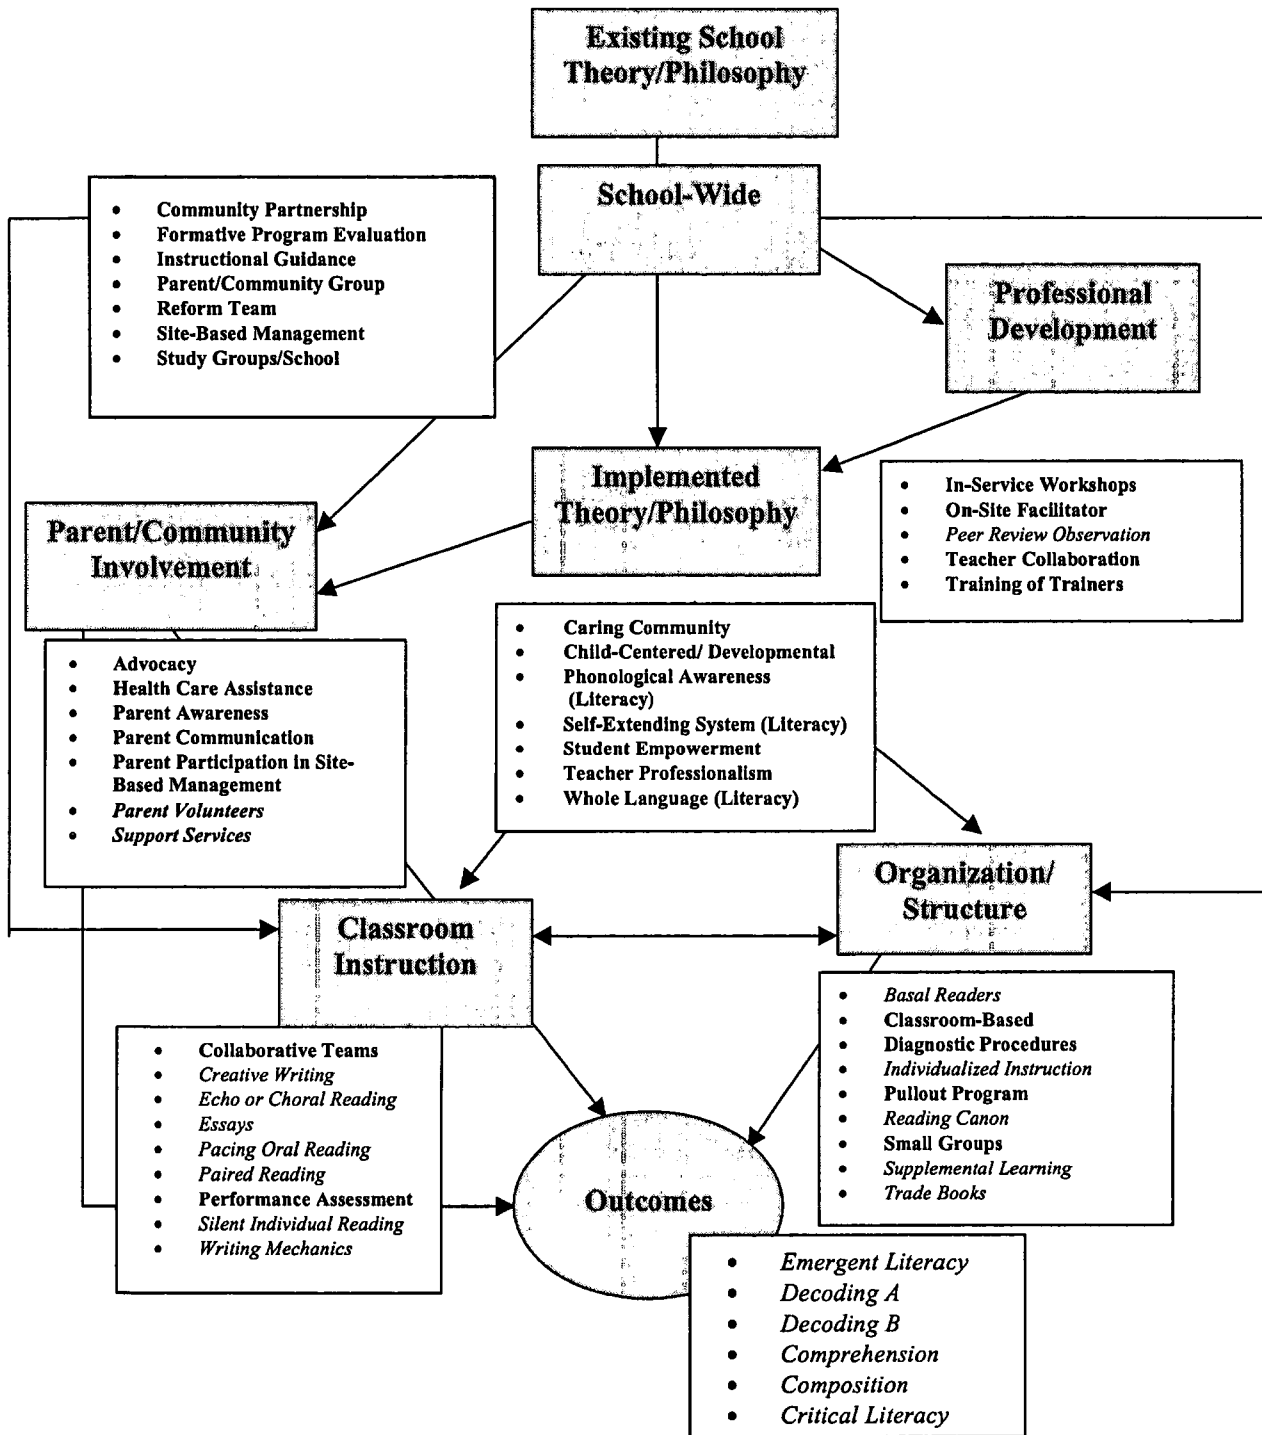 Existing School
Theory/Philosophy
School-Wide
• Community Partnership
• Formative Program Evaluation
• Instructional Guidance
• Parent/Community Group
• Reform Team
• Site-Based Management
• Study Groups/School
Professional
Development
Implemented
Theory/Philosophy
• In-Service Workshops
• On-Site Facilitator
• Peer Review Observation
• Teacher Collaboration
• Training of Trainers
Parent/Community
Involvement
• Advocacy
• Health Care Assistance
• Parent Awareness
• Parent Communication
• Parent Participation in Site-
Based Management
• Parent Volunteers
• Support Services
• Caring Community
• Child-Centered/ Developmental
• Phonological Awareness
(Literacy)
• Self-Extending System (Literacy)
• Student Empowerment
• Teacher Professionalism
• Whole Language (Literacy)
Organization/
Structure
Classroom
Instruction
• Basal Readers
• Classroom-Based
• Diagnostic Procedures
• Individualized Instruction
• Pullout Program
• Reading Canon
• Small Groups
• Supplemental Learning
• Trade Books
• Collaborative Teams
• Creative Writing
• Echo or Choral Reading
• Essays
• Pacing Oral Reading
• Paired Reading
• Performance Assessment
• Silent Individual Reading
• Writing Mechanics
Outcomes
• Emergent Literacy
• Decoding A
• Decoding B
• Comprehension
• Composition
• Critical Literacy